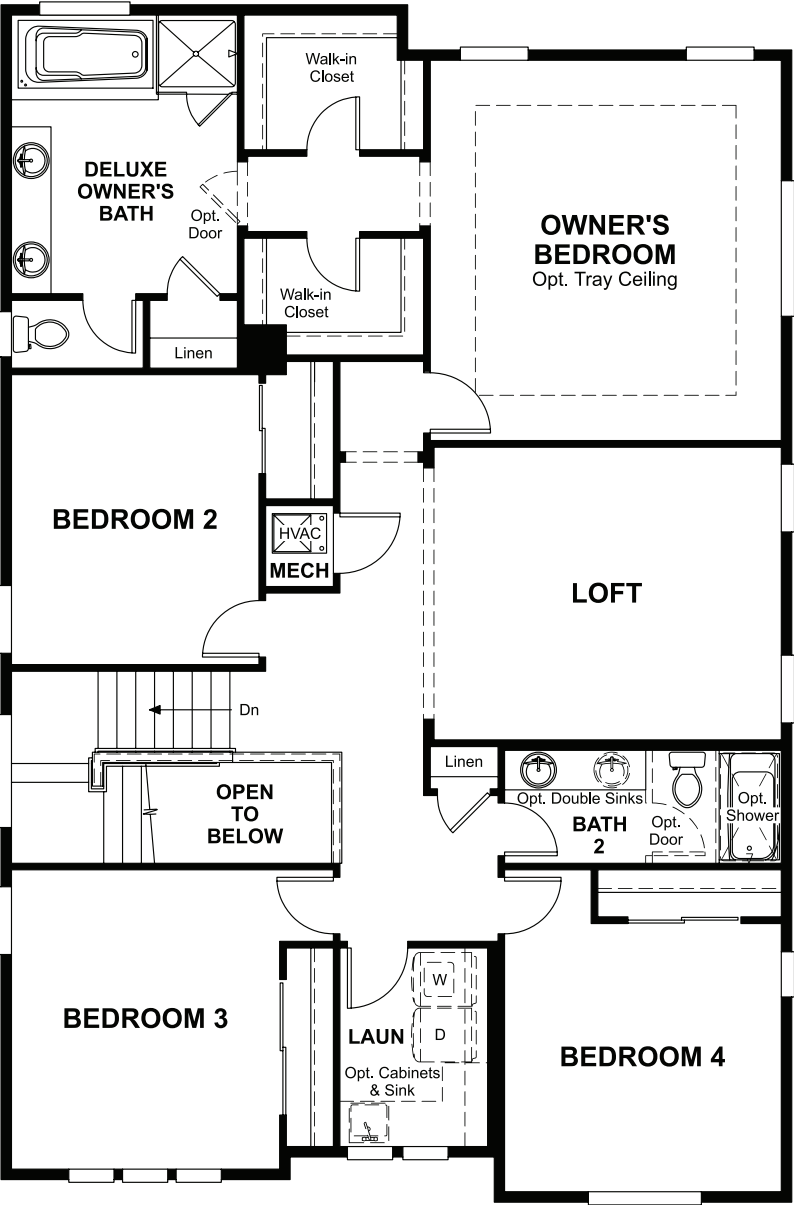 Walk-in
Closet
DELUXE
OWNER'S
BATH
Opt.
Door
OWNER'S
BEDROOM
Opt. Tray Ceiling
Walk-in
Closet
Linen
BEDROOM 2
HVAC
MECH
LOFT
Dn
OPEN
TO
BELOW
Linen
Opt. Double Sinks
BATH
2
Opt.
Door
Opt.
Shower
BEDROOM 3
W
D
LAUN
Opt. Cabinets
& Sink
BEDROOM 4